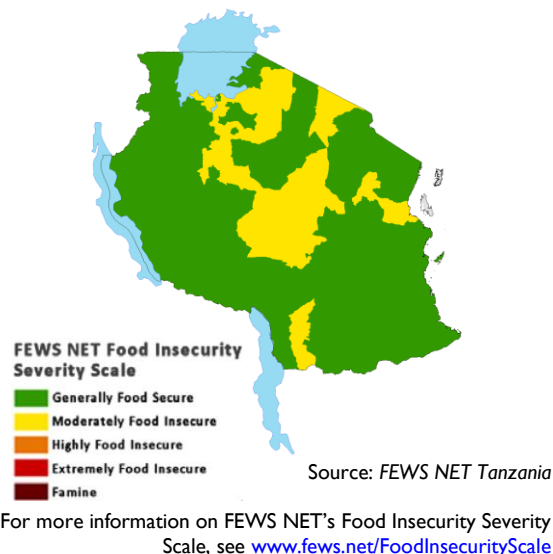 FEWS NET Food Insecurity
Severity Scale
Generally Food Secure
Moderately Food Insecure
Highly Food Insecure
Extremely Food Insecure
Famine
Source: FEWS NET Tanzania
For more information on FEWS NET’s Food Insecurity Severity
Scale, see www.fews.net/FoodInsecurityScale